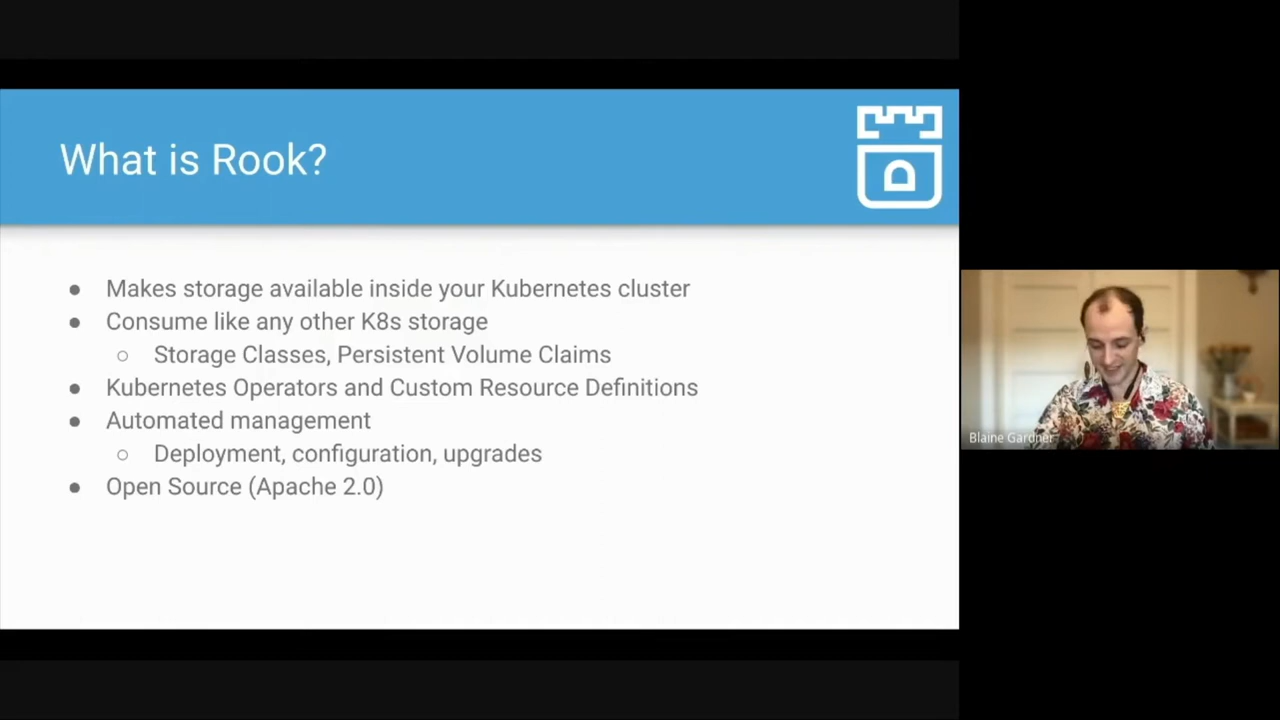 What is Rook?
Makes storage available inside your Kubernetes cluster
Consume like any other K8s storage
Storage Classes, Persistent Volume Claims
Kubernetes Operators and Custom Resource Definitions
Automated management
Deployment, configuration, upgrades
Open Source (Apache 2.0)
Blaine Gardner